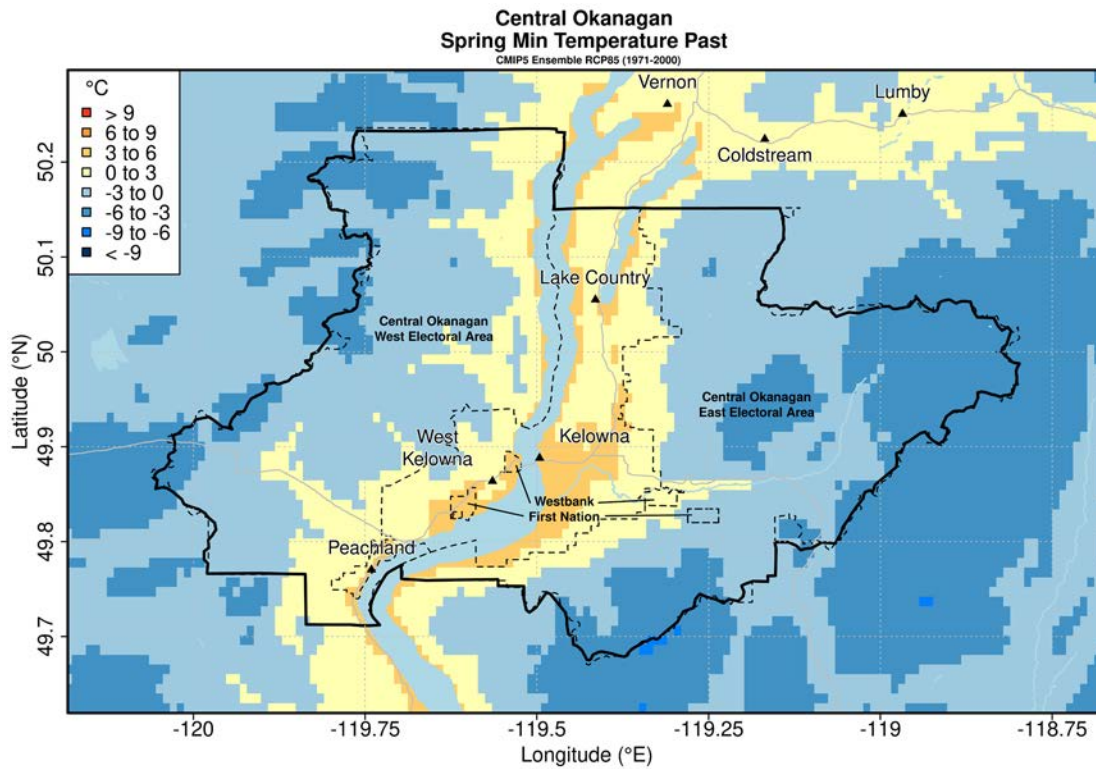 Central Okanagan
Spring Min Temperature Past
CMIP5 Ensemble RCP85 (1971-2000)
°C
> 9
6 to 9
3 to 6
0 to 3
-3 to 0
-6 to -3
-9 to -6
< -9
Vernon
Lumby
Coldstream
Lake Country
Central Okanagan
West Electoral Area
Central Okanagan
East Electoral Area
West
Kelowna
Kelowna
Westbank
First Nation
Peachland
50.2
50.1
50
49.9
49.8
49.7
Latitude (°N)
-120
-119.75
-119.5
-119.25
-119
-118.75
Longitude (°E)